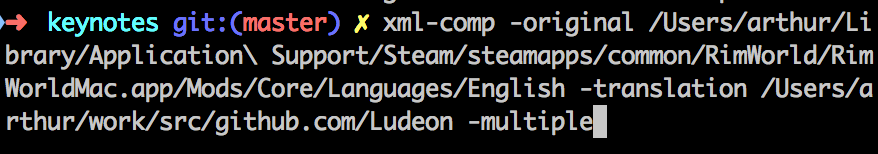 ➜ keynotes git:(master) ✗ xml-comp -original /Users/arthur/Li
brary/Application\ Support/Steam/steamapps/common/RimWorld/Rim
WorldMac.app/Mods/Core/Languages/English -translation /Users/a
rthur/work/src/github.com/Ludeon -multiple